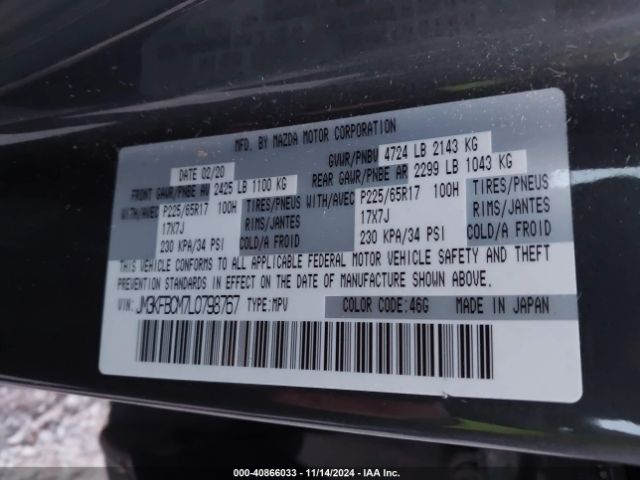 MFD. BY MAZDA MOTOR CORPORATION
DATE 02/20 GVWR/PNBV 4724 LB 2143 KG
FRONT GAWR/PNBE AV 2425 LB 1100 KG REAR GAWR/PNBE AR 2299 LB 1043 KG
WITH/AVEC P225/65R17 100H TIRES/PNEUS WITH/AVEC P225/65R17 100H TIRES/PNEUS
17X7J RIMS/JANTES 17X7J RIMS/JANTES
230 KPA/34 PSI COLD/A FROID 230 KPA/34 PSI COLD/A FROID
THIS VEHICLE CONFORMS TO ALL APPLICABLE FEDERAL MOTOR VEHICLE SAFETY AND THEFT
PREVENTION STANDARDS IN EFFECT ON THE DATE OF MANUFACTURE SHOWN ABOVE.
VIN: JM3KFBCM7L0798767 TYPE: MPV COLOR CODE: 46G MADE IN JAPAN
000-40866033 — 11/14/2024 — IAA Inc.